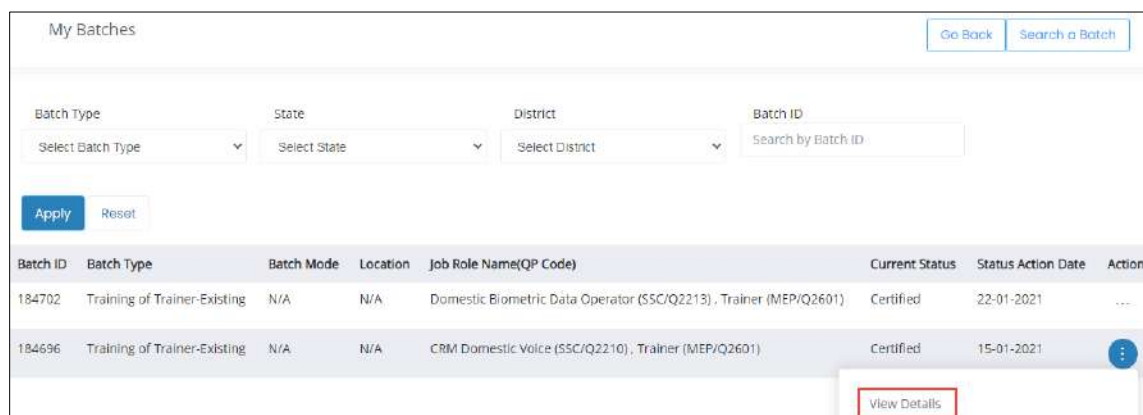 My Batches
Go Back Search a Batch
Batch Type State District Batch ID
Select Batch Type Select State Select District Search by Batch ID
Apply Reset
Batch ID Batch Type Batch Mode Location Job Role Name(QP Code) Current Status Status Action Date Action
184702 Training of Trainer-Existing N/A N/A Domestic Biometric Data Operator (SSC/Q2213) , Trainer (MEP/Q2601) Certified 22-01-2021 ...
184696 Training of Trainer-Existing N/A N/A CRM Domestic Voice (SSC/Q2210) , Trainer (MEP/Q2601) Certified 15-01-2021
View Details